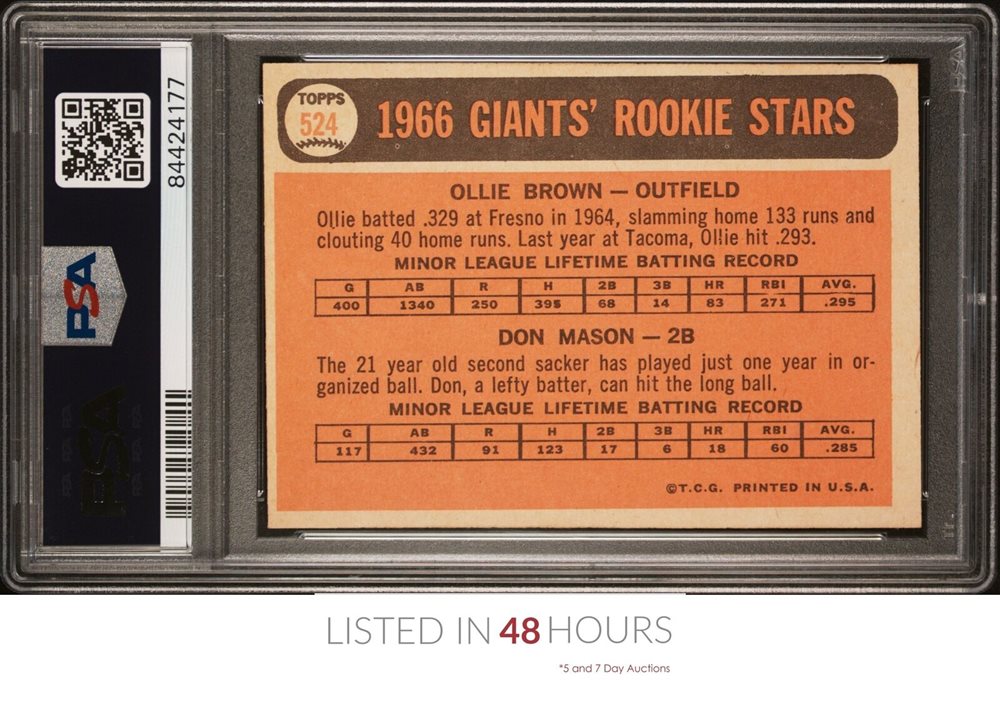 TOPPS
524
1966 GIANTS' ROOKIE STARS
OLLIE BROWN — OUTFIELD
Ollie batted .329 at Fresno in 1964, slamming home 133 runs and
clouting 40 home runs. Last year at Tacoma, Ollie hit .293.
MINOR LEAGUE LIFETIME BATTING RECORD
G AB R H 2B 3B HR RBI AVG.
400 1340 250 395 68 14 83 271 .295
DON MASON — 2B
The 21 year old second sacker has played just one year in or-
ganized ball. Don, a lefty batter, can hit the long ball.
MINOR LEAGUE LIFETIME BATTING RECORD
G AB R H 2B 3B HR RBI AVG.
117 432 91 123 17 6 18 60 .285
©T.C.G. PRINTED IN U.S.A.
84424177
PSA
PSA
LISTED IN 48 HOURS
*5 and 7 Day Auctions